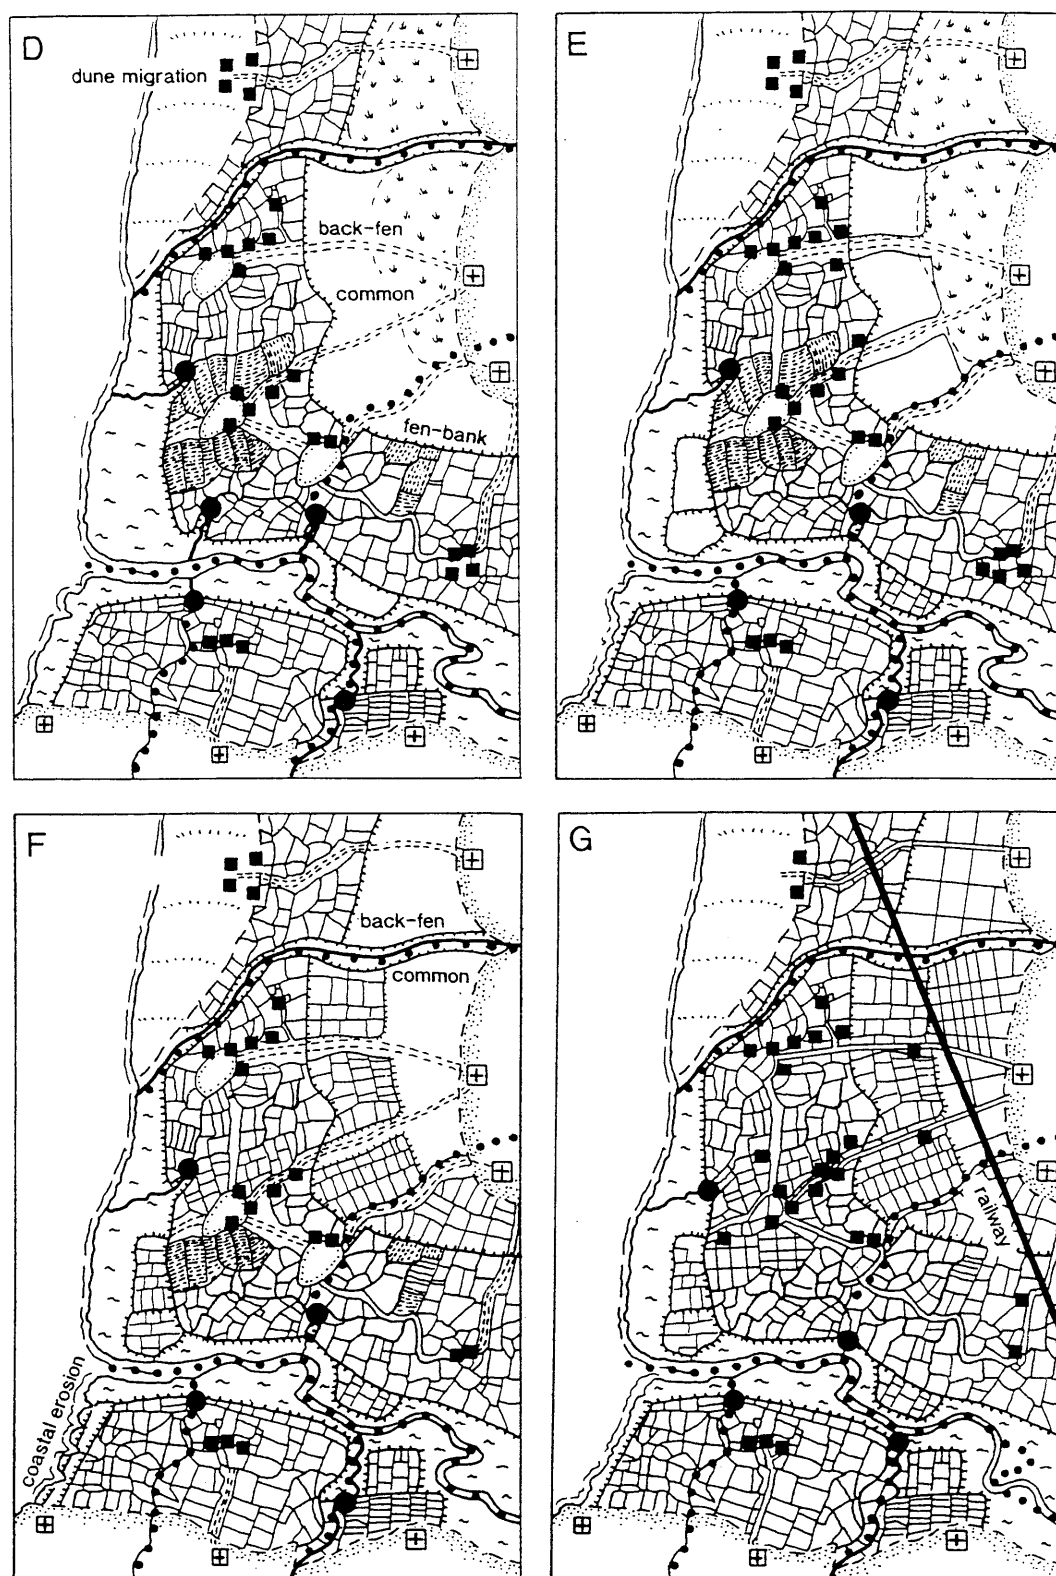 D
dune migration
back-fen
common
fen-bank
E
F
back-fen
common
coastal erosion
G
railway